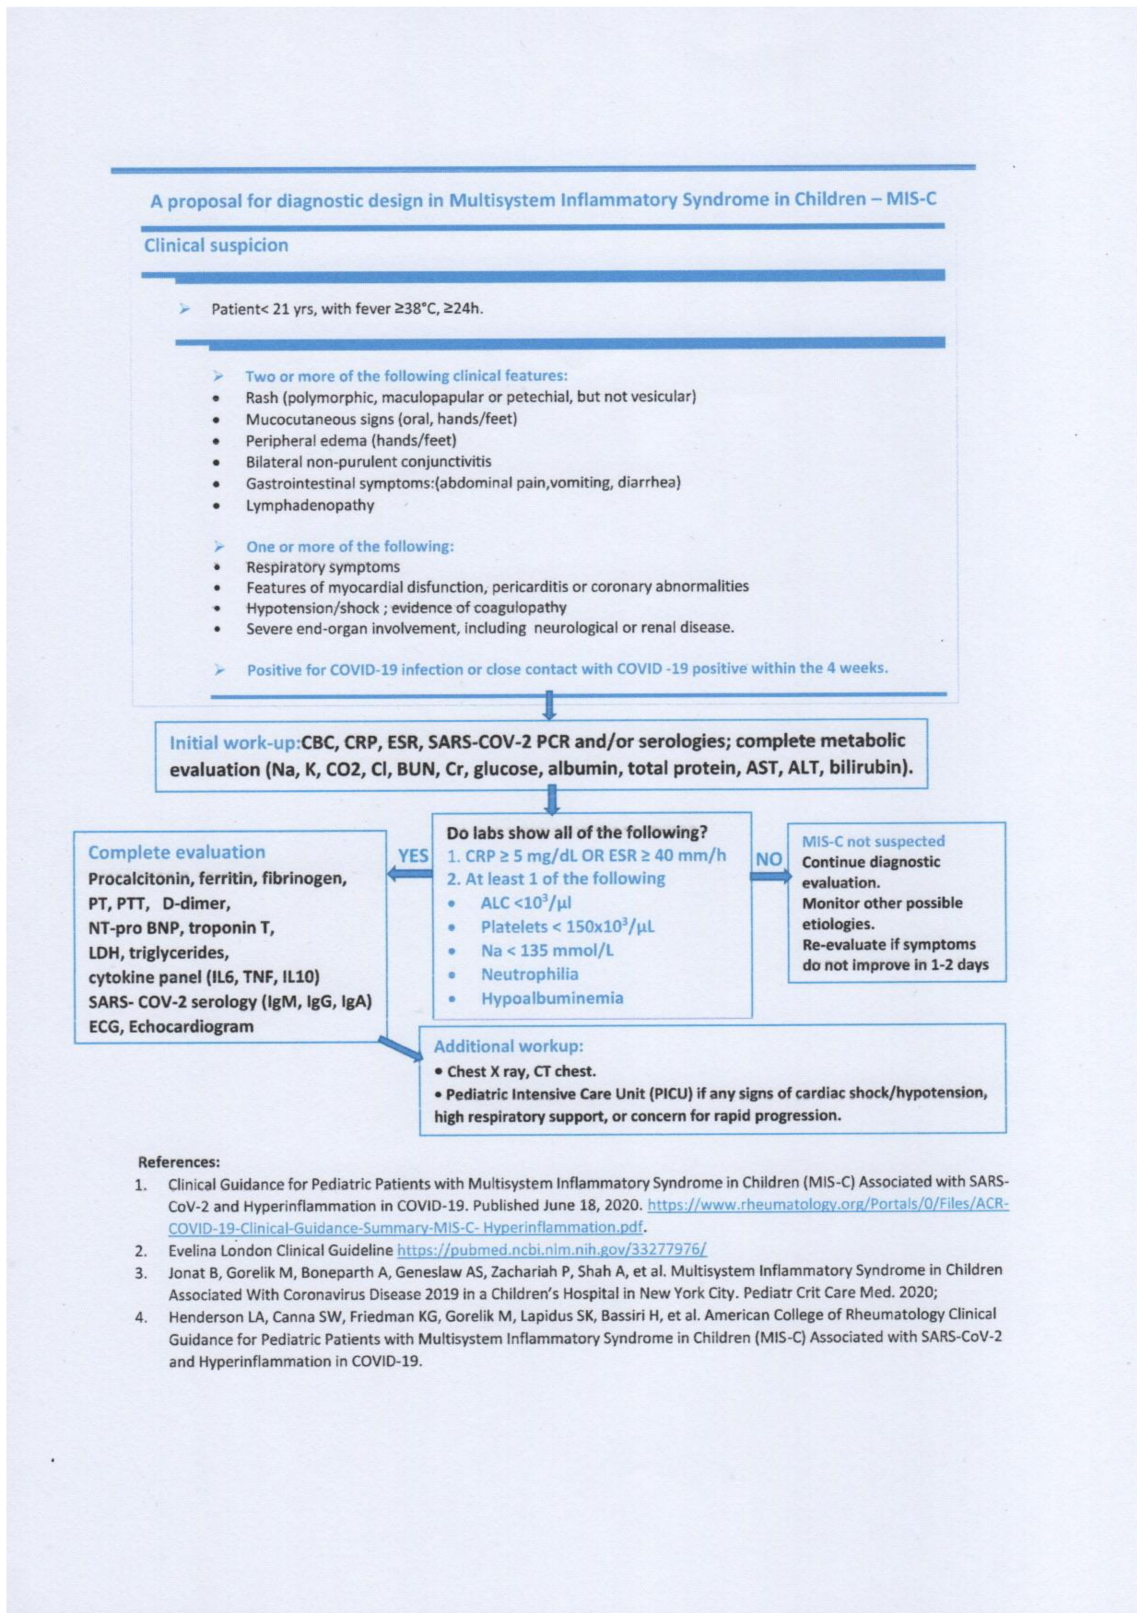 A proposal for diagnostic design in Multisystem Inflammatory Syndrome in Children – MIS-C
Clinical suspicion
➢ Patient< 21 yrs, with fever ≥38°C, ≥24h.
➢ Two or more of the following clinical features:
• Rash (polymorphic, maculopapular or petechial, but not vesicular)
• Mucocutaneous signs (oral, hands/feet)
• Peripheral edema (hands/feet)
• Bilateral non-purulent conjunctivitis
• Gastrointestinal symptoms:(abdominal pain,vomiting, diarrhea)
• Lymphadenopathy
➢ One or more of the following:
• Respiratory symptoms
• Features of myocardial disfunction, pericarditis or coronary abnormalities
• Hypotension/shock ; evidence of coagulopathy
• Severe end-organ involvement, including neurological or renal disease.
➢ Positive for COVID-19 infection or close contact with COVID -19 positive within the 4 weeks.
Initial work-up:CBC, CRP, ESR, SARS-COV-2 PCR and/or serologies; complete metabolic
evaluation (Na, K, CO2, Cl, BUN, Cr, glucose, albumin, total protein, AST, ALT, bilirubin).
Complete evaluation
Procalcitonin, ferritin, fibrinogen,
PT, PTT, D-dimer,
NT-pro BNP, troponin T,
LDH, triglycerides,
cytokine panel (IL6, TNF, IL10)
SARS- COV-2 serology (IgM, IgG, IgA)
ECG, Echocardiogram
YES
Do labs show all of the following?
1. CRP ≥ 5 mg/dL OR ESR ≥ 40 mm/h
2. At least 1 of the following
• ALC <10³/µl
• Platelets < 150x10³/µL
• Na < 135 mmol/L
• Neutrophilia
• Hypoalbuminemia
NO
MIS-C not suspected
Continue diagnostic
evaluation.
Monitor other possible
etiologies.
Re-evaluate if symptoms
do not improve in 1-2 days
Additional workup:
• Chest X ray, CT chest.
• Pediatric Intensive Care Unit (PICU) if any signs of cardiac shock/hypotension,
high respiratory support, or concern for rapid progression.
References:
1. Clinical Guidance for Pediatric Patients with Multisystem Inflammatory Syndrome in Children (MIS-C) Associated with SARS-
CoV-2 and Hyperinflammation in COVID-19. Published June 18, 2020. https://www.rheumatology.org/Portals/0/Files/ACR-
COVID-19-Clinical-Guidance-Summary-MIS-C- Hyperinflammation.pdf.
2. Evelina London Clinical Guideline https://pubmed.ncbi.nlm.nih.gov/33277976/
3. Jonat B, Gorelik M, Boneparth A, Geneslaw AS, Zachariah P, Shah A, et al. Multisystem Inflammatory Syndrome in Children
Associated With Coronavirus Disease 2019 in a Children's Hospital in New York City. Pediatr Crit Care Med. 2020;
4. Henderson LA, Canna SW, Friedman KG, Gorelik M, Lapidus SK, Bassiri H, et al. American College of Rheumatology Clinical
Guidance for Pediatric Patients with Multisystem Inflammatory Syndrome in Children (MIS-C) Associated with SARS-CoV-2
and Hyperinflammation in COVID-19.